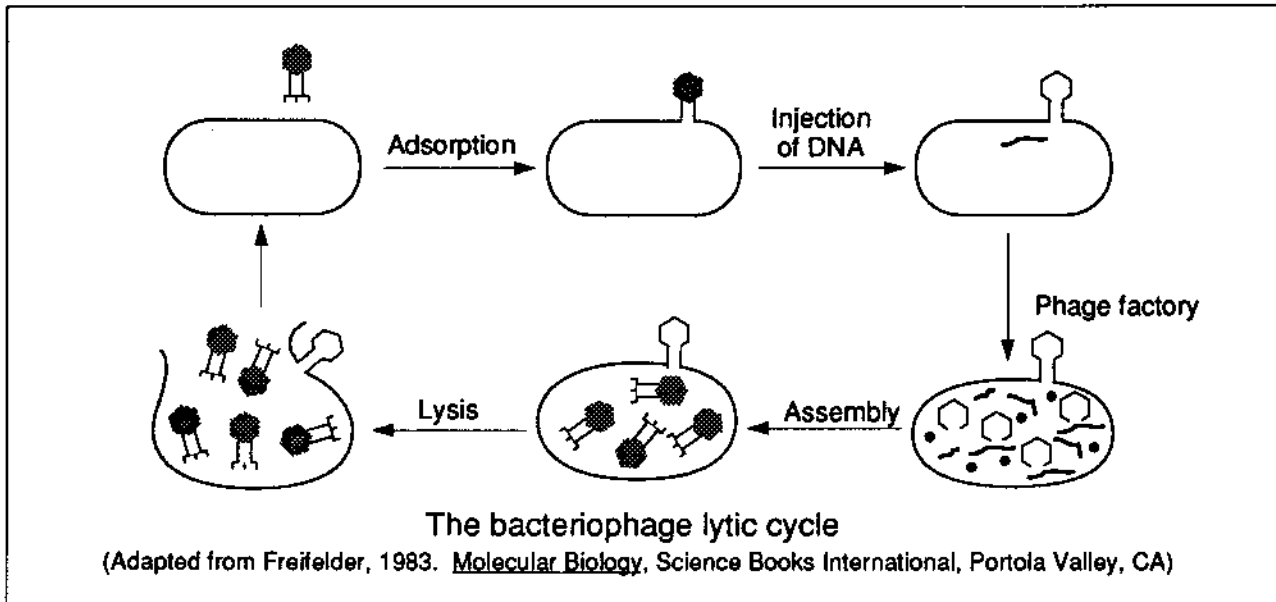 Adsorption
Injection
of DNA
Phage factory
Assembly
Lysis
The bacteriophage lytic cycle
(Adapted from Freifelder, 1983. Molecular Biology, Science Books International, Portola Valley, CA)